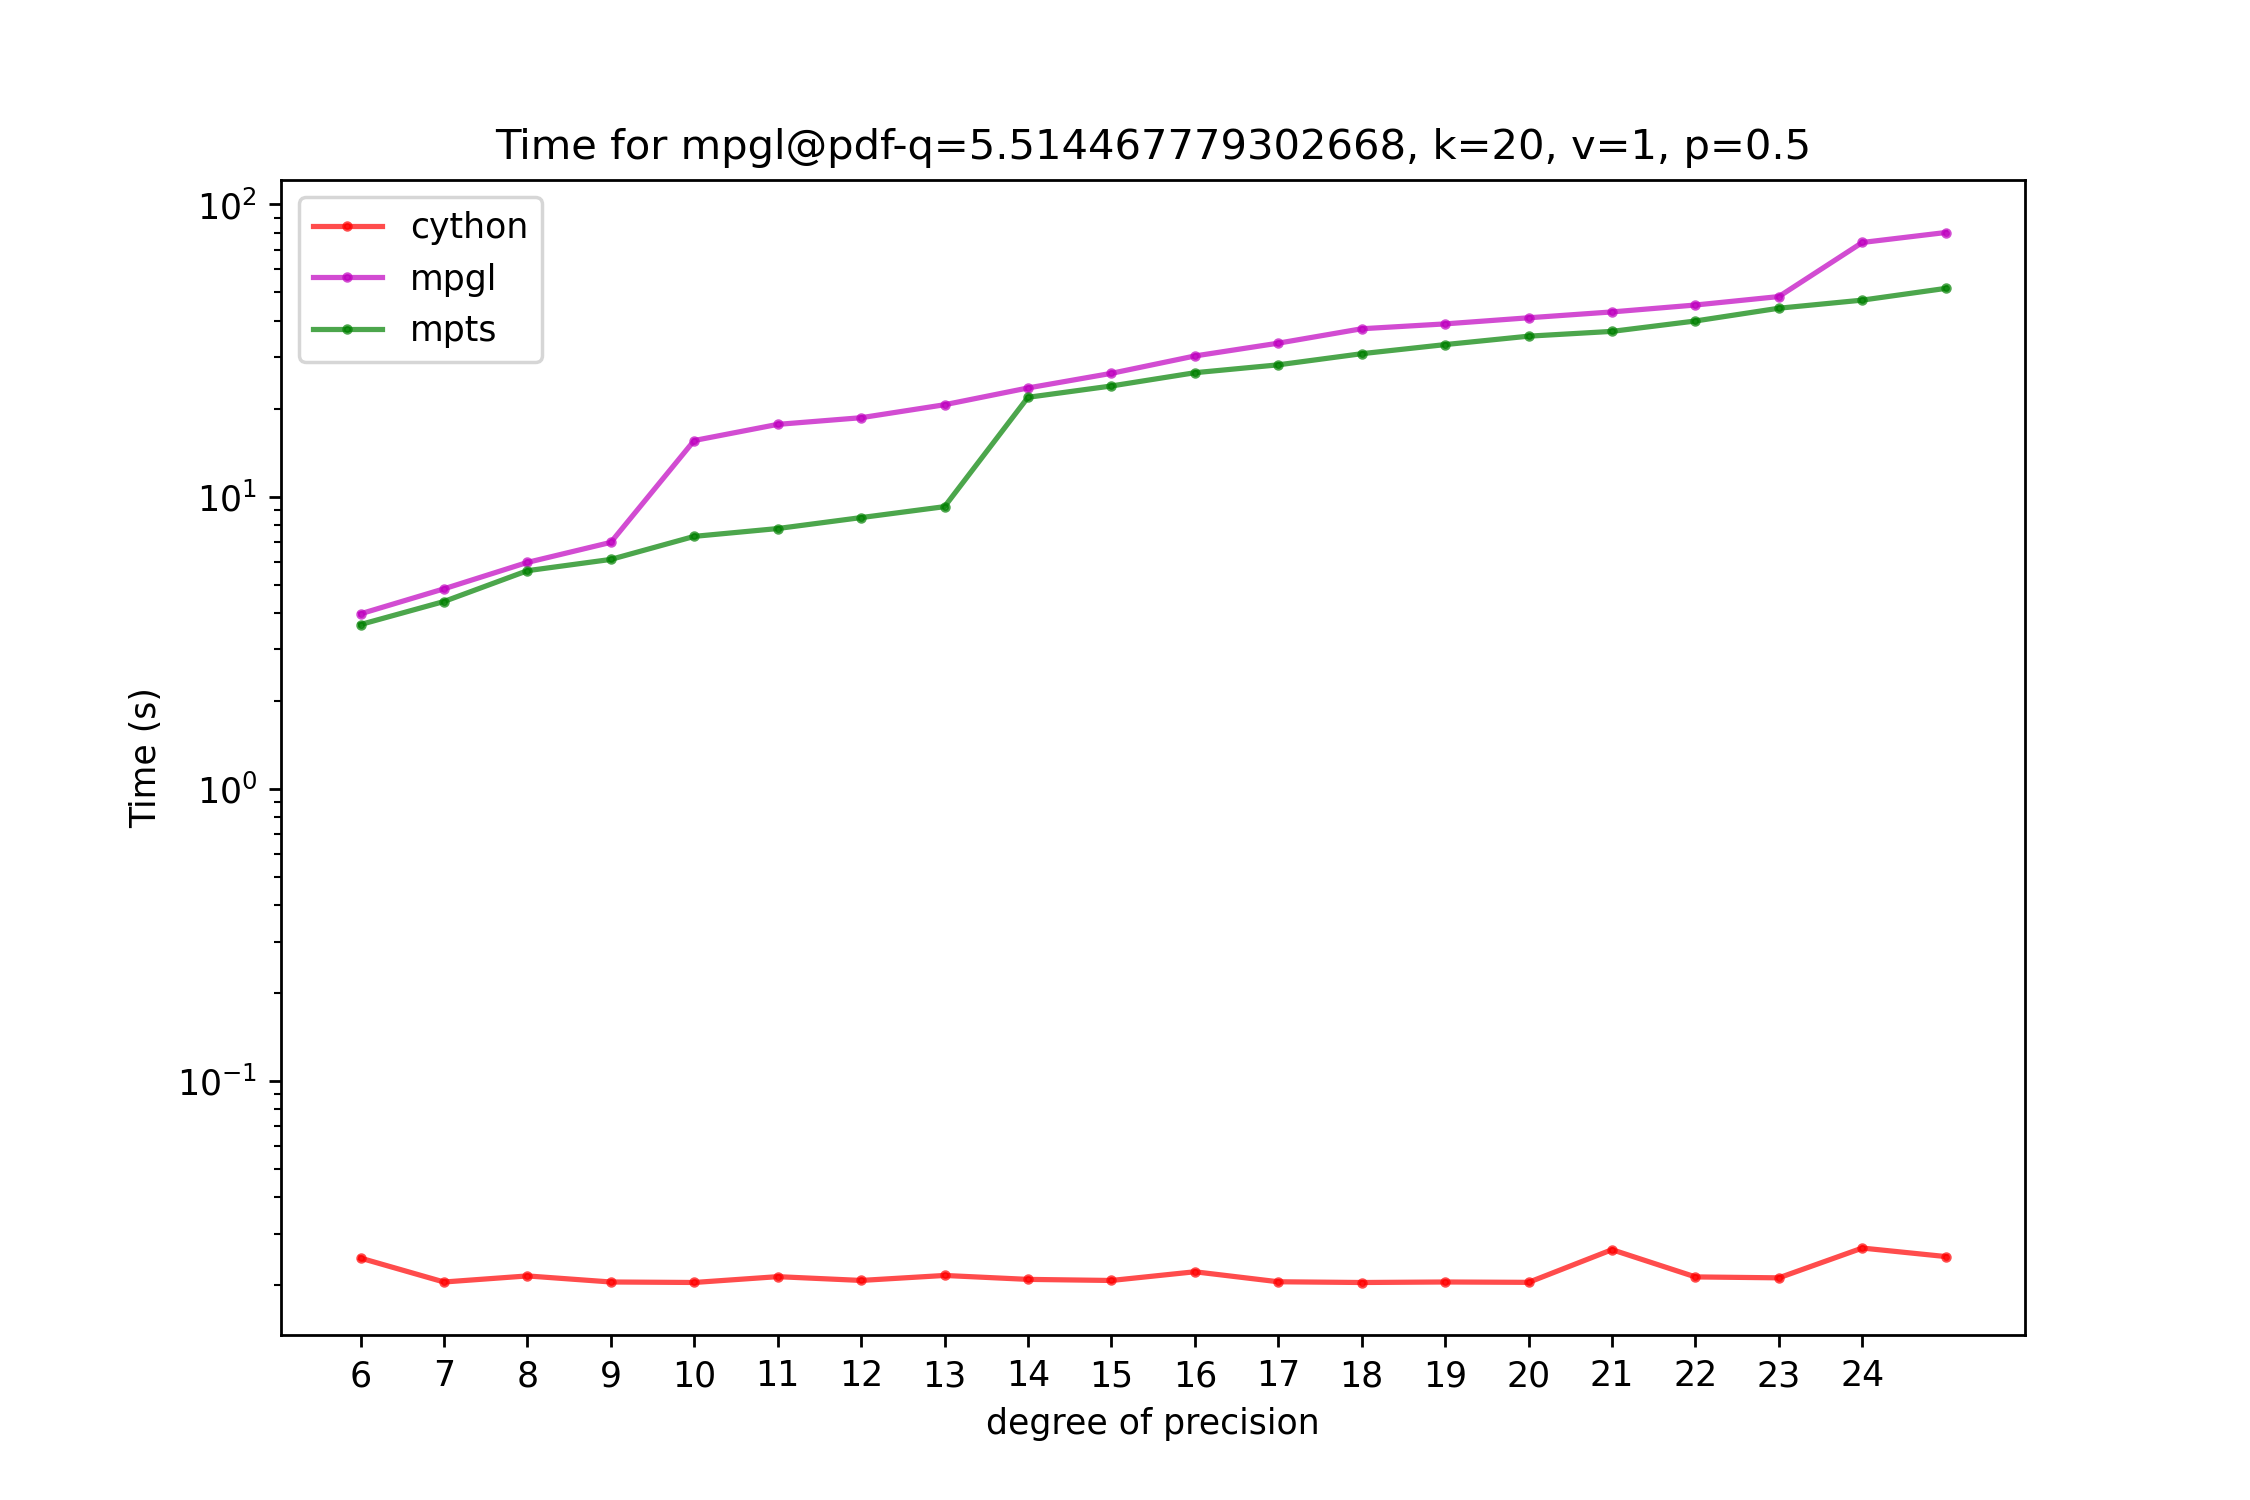 Time for mpgl@pdf-q=5.514467779302668, k=20, v=1, p=0.5
cython
mpgl
mpts
10²
10¹
10⁰
10⁻¹
Time (s)
6 7 8 9 10 11 12 13 14 15 16 17 18 19 20 21 22 23 24
degree of precision